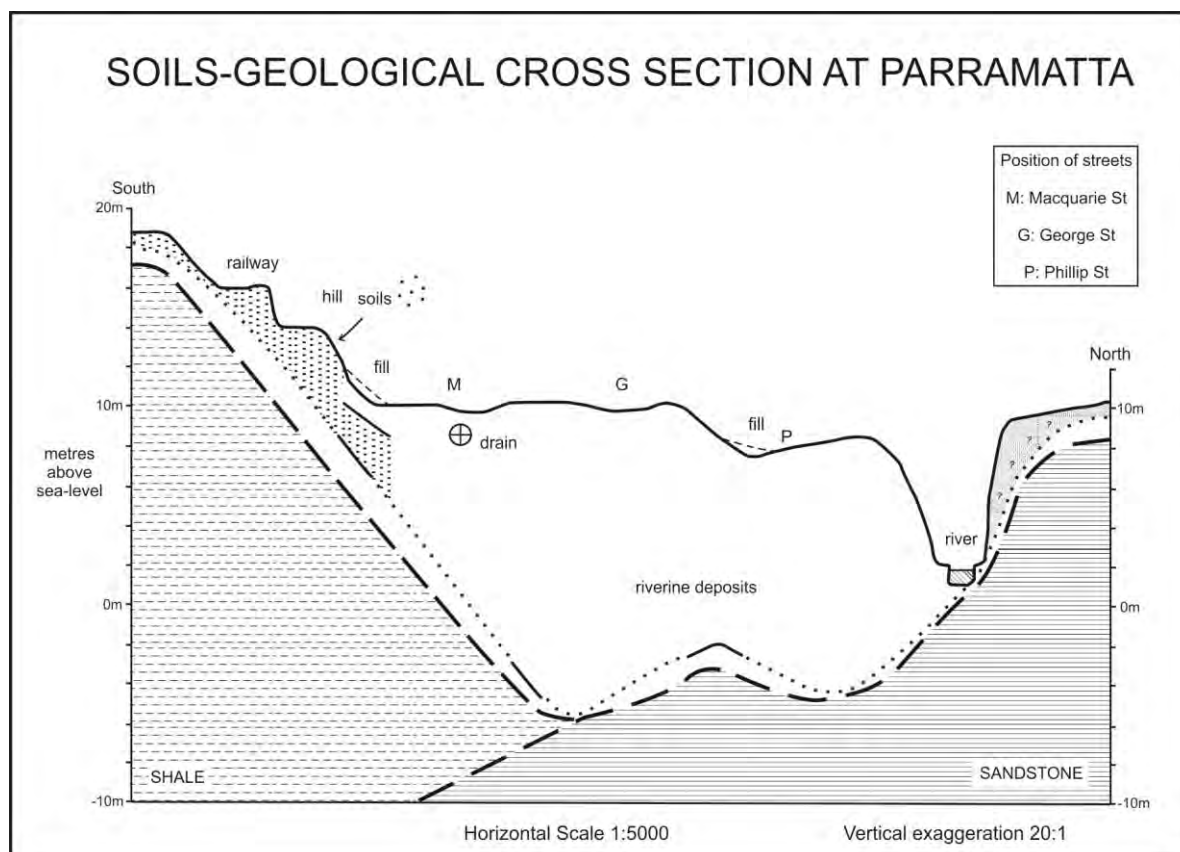 SOILS-GEOLOGICAL CROSS SECTION AT PARRAMATTA
Position of streets
M: Macquarie St
G: George St
P: Phillip St
South
20m
railway
hill soils
fill
M
G
North
10m
10m
drain
fill
P
metres
above
sea-level
?
?
?
?
river
riverine deposits
0m
0m
SHALE
SANDSTONE
-10m
-10m
Horizontal Scale 1:5000
Vertical exaggeration 20:1